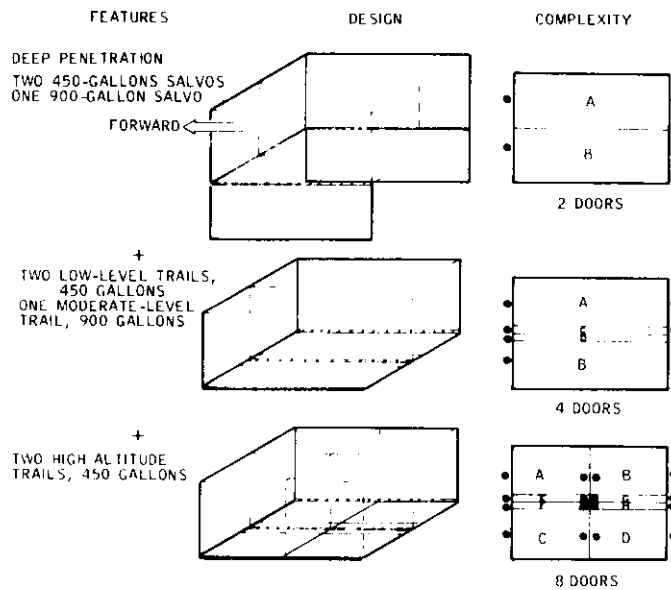 FEATURES
DESIGN
COMPLEXITY
DEEP PENETRATION
TWO 450-GALLONS SALVOS
ONE 900-GALLON SALVO
FORWARD
A
B
2 DOORS
+
TWO LOW-LEVEL TRAILS,
450 GALLONS
ONE MODERATE-LEVEL
TRAIL, 900 GALLONS
A
B
4 DOORS
+
TWO HIGH ALTITUDE
TRAILS, 450 GALLONS
A B
C D
8 DOORS